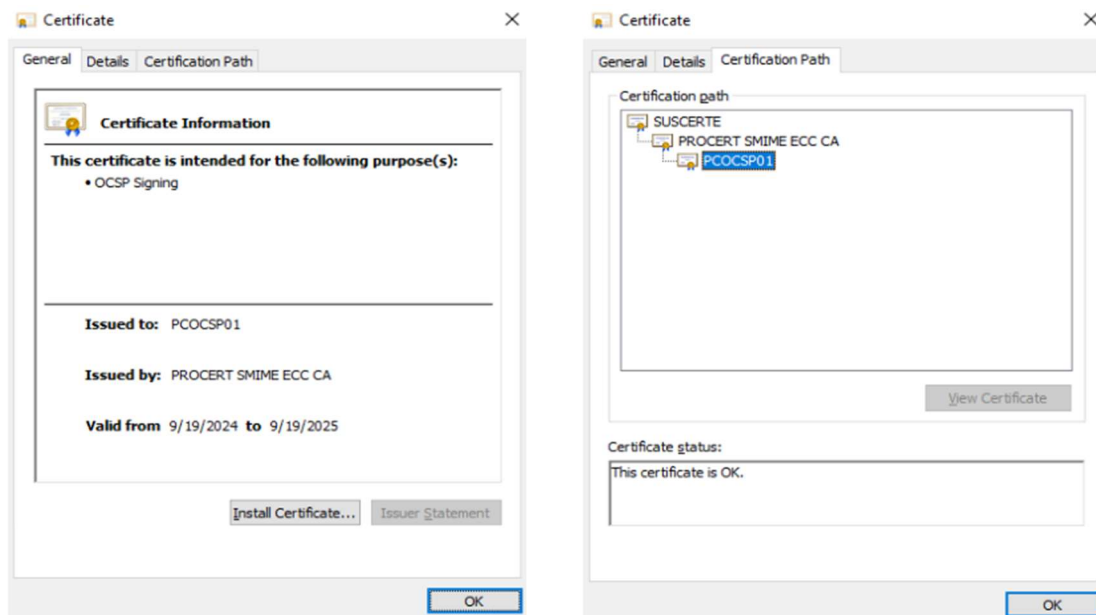 Certificate
General Details Certification Path
Certificate Information
This certificate is intended for the following purpose(s):
• OCSP Signing
Issued to: PCOCSP01
Issued by: PROCERT SMIME ECC CA
Valid from 9/19/2024 to 9/19/2025
Install Certificate... Issuer Statement
OK
Certificate
General Details Certification Path
Certification path
SUSCERTE
PROCERT SMIME ECC CA
PCOCSP01
View Certificate
Certificate status:
This certificate is OK.
OK